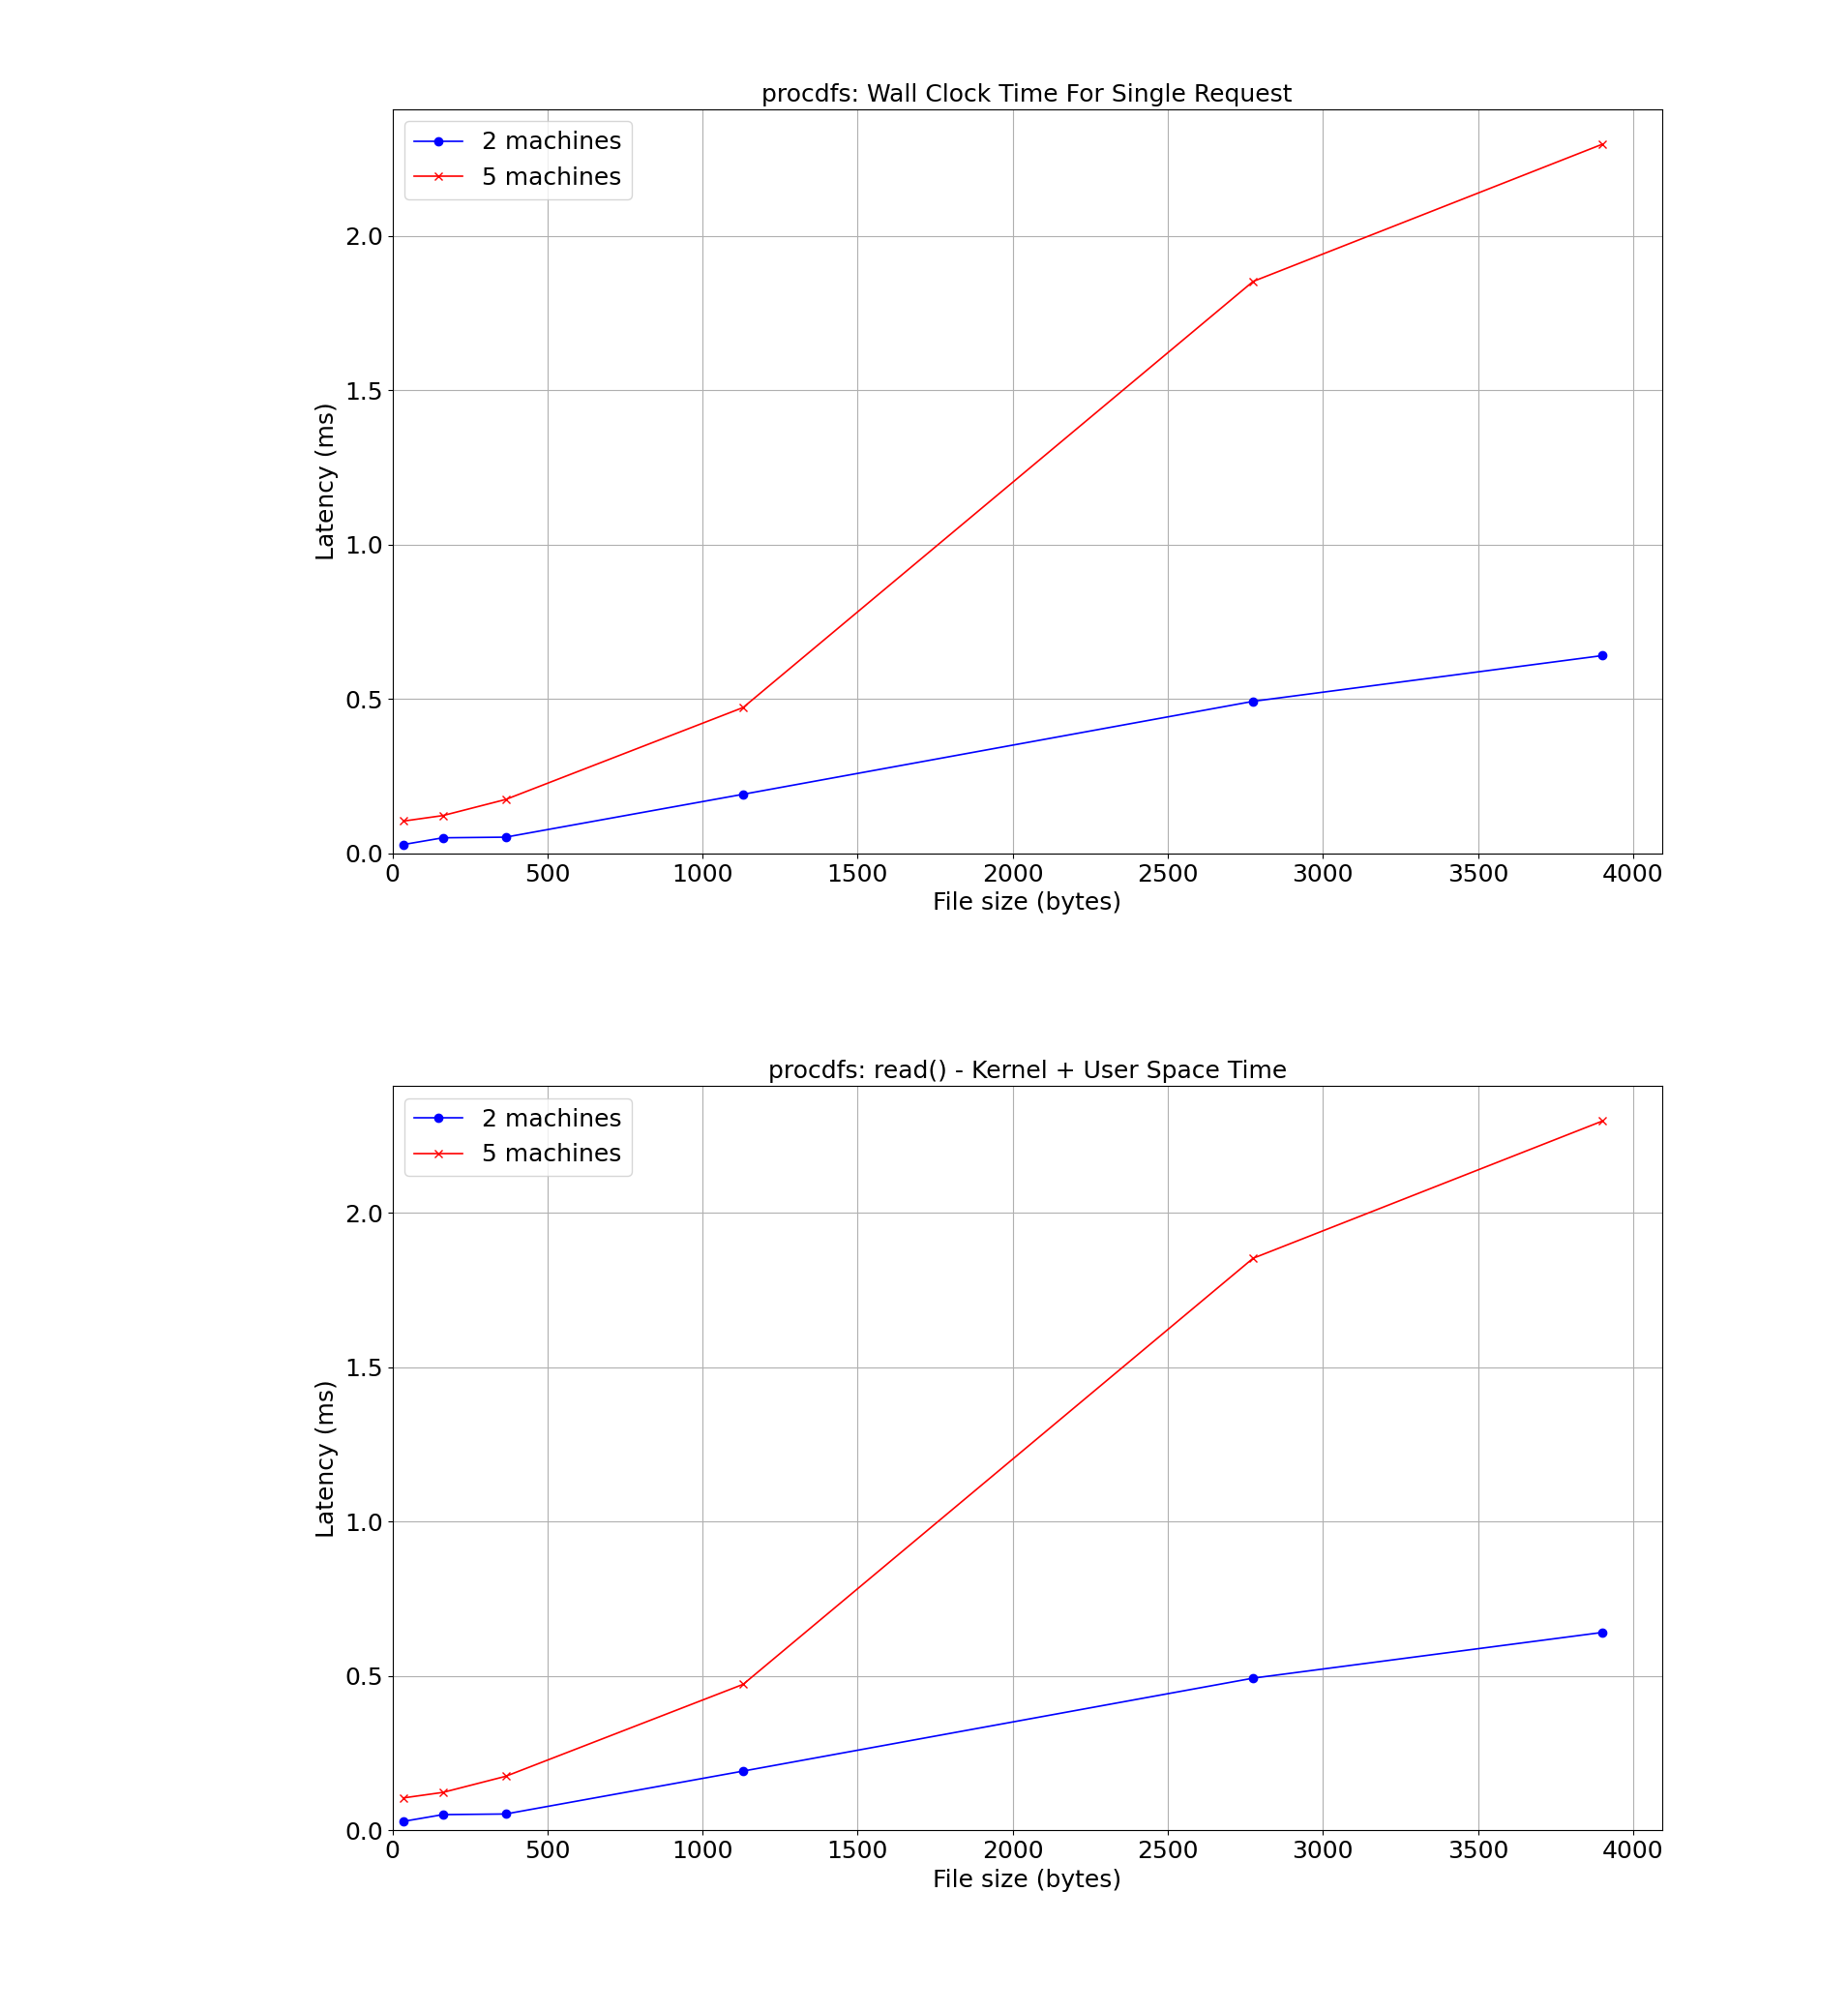 procdfs: Wall Clock Time For Single Request
2 machines
5 machines
Latency (ms)
2.0
1.5
1.0
0.5
0.0
0 500 1000 1500 2000 2500 3000 3500 4000
File size (bytes)
procdfs: read() - Kernel + User Space Time
2 machines
5 machines
Latency (ms)
2.0
1.5
1.0
0.5
0.0
0 500 1000 1500 2000 2500 3000 3500 4000
File size (bytes)